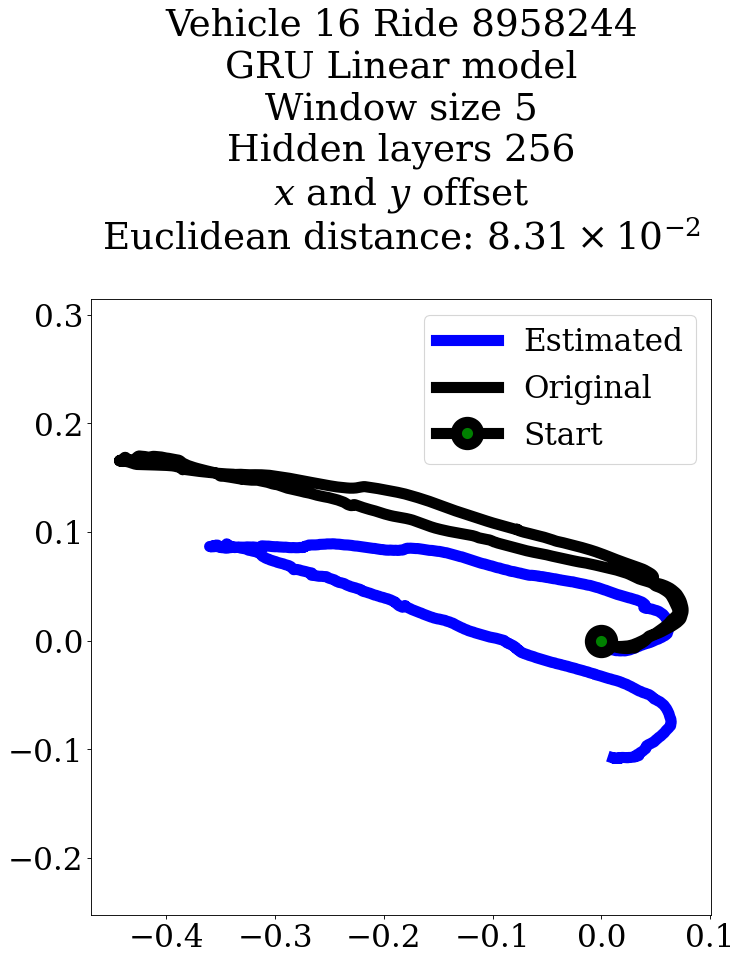 Vehicle 16 Ride 8958244
GRU Linear model
Window size 5
Hidden layers 256
x and y offset
Euclidean distance: 8.31 × 10⁻²
Estimated
Original
Start
0.3
0.2
0.1
0.0
−0.1
−0.2
−0.4
−0.3
−0.2
−0.1
0.0
0.1